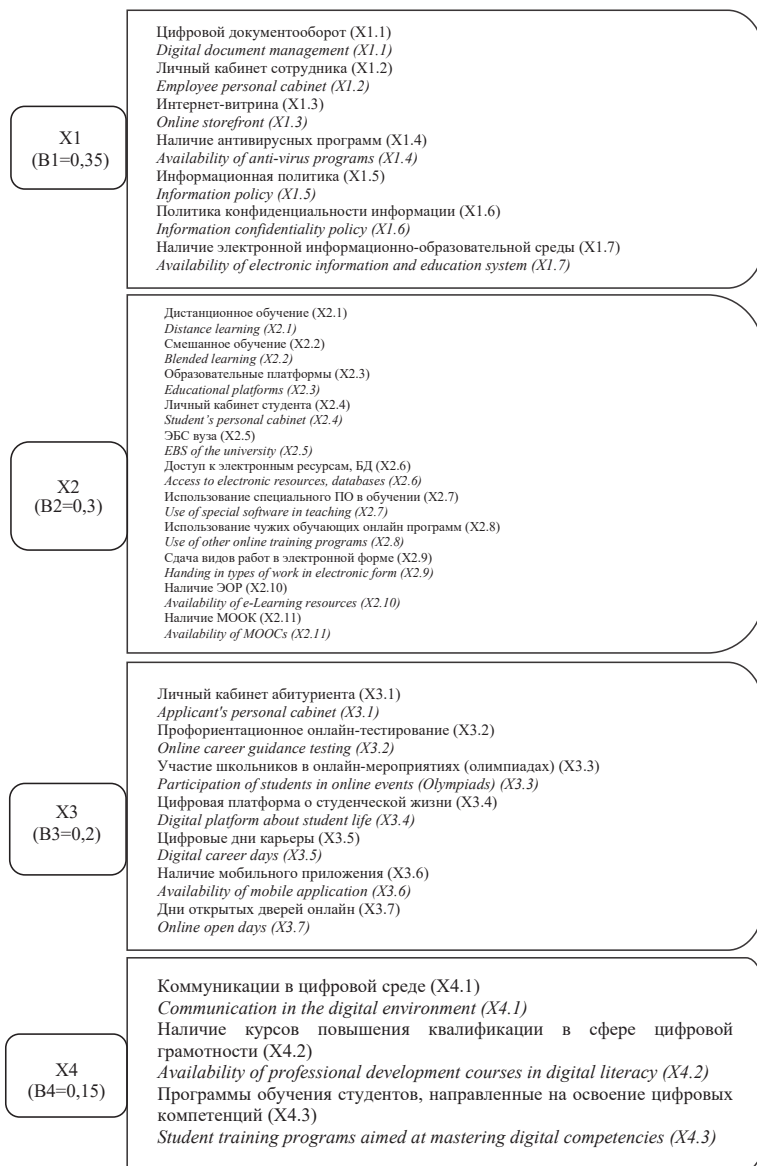 X1
(B1=0,35)
Цифровой документооборот (X1.1)
Digital document management (X1.1)
Личный кабинет сотрудника (X1.2)
Employee personal cabinet (X1.2)
Интернет-витрина (X1.3)
Online storefront (X1.3)
Наличие антивирусных программ (X1.4)
Availability of anti-virus programs (X1.4)
Информационная политика (X1.5)
Information policy (X1.5)
Политика конфиденциальности информации (X1.6)
Information confidentiality policy (X1.6)
Наличие электронной информационно-образовательной среды (X1.7)
Availability of electronic information and education system (X1.7)
X2
(B2=0,3)
Дистанционное обучение (X2.1)
Distance learning (X2.1)
Смешанное обучение (X2.2)
Blended learning (X2.2)
Образовательные платформы (X2.3)
Educational platforms (X2.3)
Личный кабинет студента (X2.4)
Student's personal cabinet (X2.4)
ЭБС вуза (X2.5)
EBS of the university (X2.5)
Доступ к электронным ресурсам, БД (X2.6)
Access to electronic resources, databases (X2.6)
Использование специального ПО в обучении (X2.7)
Use of special software in teaching (X2.7)
Использование чужих обучающих онлайн программ (X2.8)
Use of other online training programs (X2.8)
Сдача видов работ в электронной форме (X2.9)
Handing in types of work in electronic form (X2.9)
Наличие ЭОР (X2.10)
Availability of e-Learning resources (X2.10)
Наличие МООК (X2.11)
Availability of MOOCs (X2.11)
X3
(B3=0,2)
Личный кабинет абитуриента (X3.1)
Applicant's personal cabinet (X3.1)
Профориентационное онлайн-тестирование (X3.2)
Online career guidance testing (X3.2)
Участие школьников в онлайн-мероприятиях (олимпиадах) (X3.3)
Participation of students in online events (Olympiads) (X3.3)
Цифровая платформа о студенческой жизни (X3.4)
Digital platform about student life (X3.4)
Цифровые дни карьеры (X3.5)
Digital career days (X3.5)
Наличие мобильного приложения (X3.6)
Availability of mobile application (X3.6)
Дни открытых дверей онлайн (X3.7)
Online open days (X3.7)
X4
(B4=0,15)
Коммуникации в цифровой среде (X4.1)
Communication in the digital environment (X4.1)
Наличие курсов повышения квалификации в сфере цифровой
грамотности (X4.2)
Availability of professional development courses in digital literacy (X4.2)
Программы обучения студентов, направленные на освоение цифровых
компетенций (X4.3)
Student training programs aimed at mastering digital competencies (X4.3)